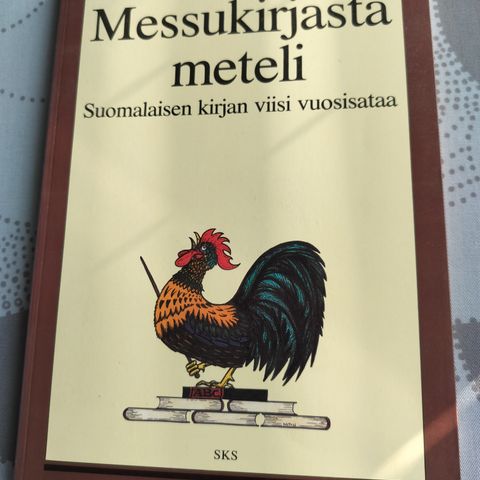 Messukirjasta
meteli
Suomalaisen kirjan viisi vuosisataa
ABC
SKS